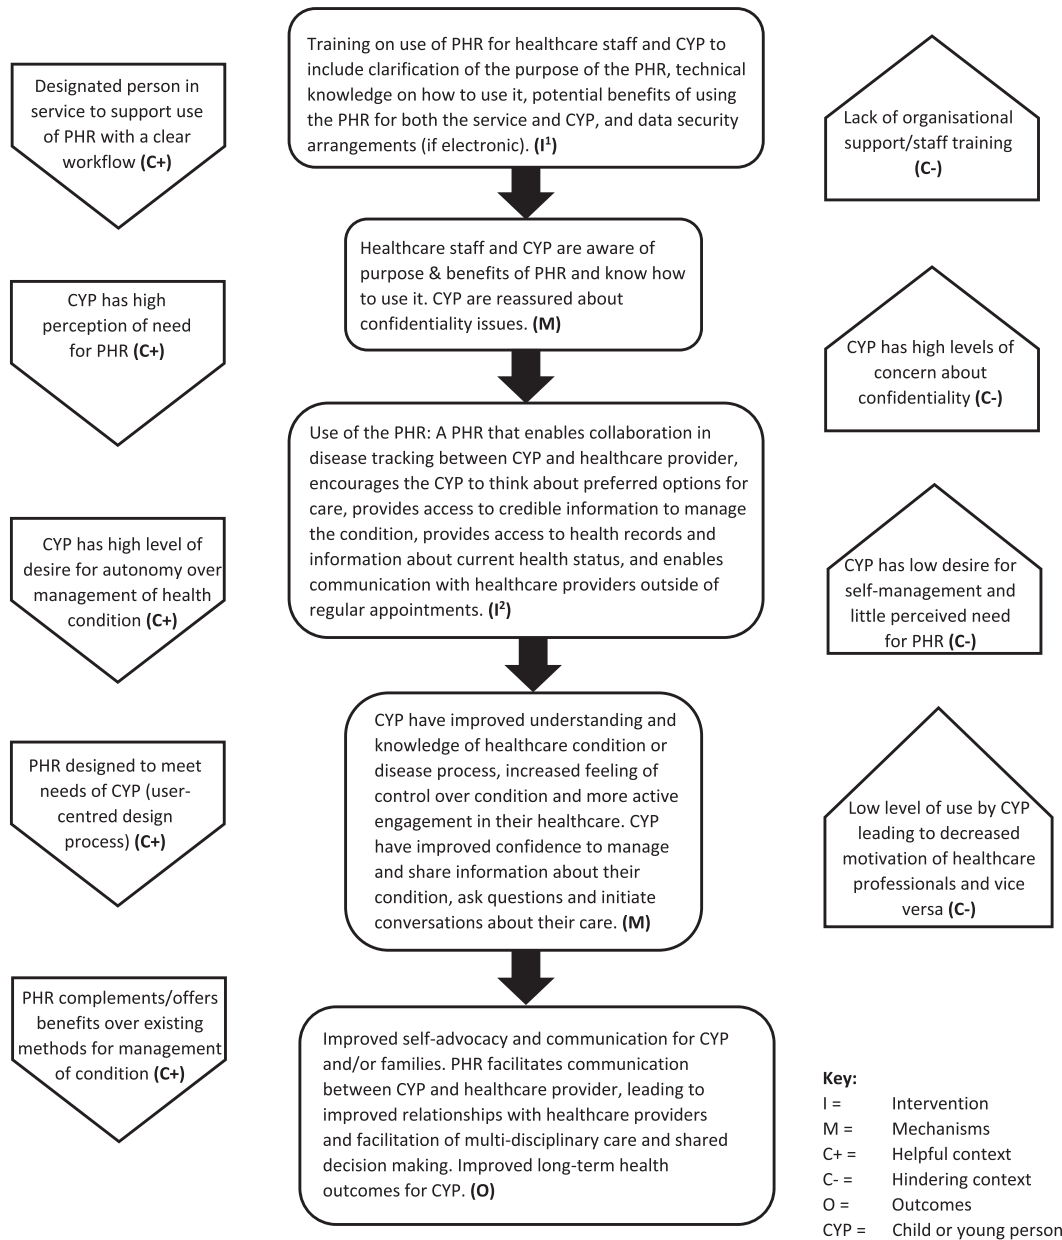 Designated person in
service to support use
of PHR with a clear
workflow (C+)
CYP has high
perception of need
for PHR (C+)
CYP has high level of
desire for autonomy over
management of health
condition (C+)
PHR designed to meet
needs of CYP (user-
centred design
process) (C+)
PHR complements/offers
benefits over existing
methods for management
of condition (C+)
Training on use of PHR for healthcare staff and CYP to
include clarification of the purpose of the PHR, technical
knowledge on how to use it, potential benefits of using
the PHR for both the service and CYP, and data security
arrangements (if electronic). (I¹)
Healthcare staff and CYP are aware of
purpose & benefits of PHR and know how
to use it. CYP are reassured about
confidentiality issues. (M)
Use of the PHR: A PHR that enables collaboration in
disease tracking between CYP and healthcare provider,
encourages the CYP to think about preferred options for
care, provides access to credible information to manage
the condition, provides access to health records and
information about current health status, and enables
communication with healthcare providers outside of
regular appointments. (I²)
CYP have improved understanding and
knowledge of healthcare condition or
disease process, increased feeling of
control over condition and more active
engagement in their healthcare. CYP
have improved confidence to manage
and share information about their
condition, ask questions and initiate
conversations about their care. (M)
Improved self-advocacy and communication for CYP
and/or families. PHR facilitates communication
between CYP and healthcare provider, leading to
improved relationships with healthcare providers
and facilitation of multi-disciplinary care and shared
decision making. Improved long-term health
outcomes for CYP. (O)
Lack of organisational
support/staff training
(C-)
CYP has high levels of
concern about
confidentiality (C-)
CYP has low desire for
self-management and
little perceived need
for PHR (C-)
Low level of use by CYP
leading to decreased
motivation of healthcare
professionals and vice
versa (C-)
Key:
I = Intervention
M = Mechanisms
C+ = Helpful context
C- = Hindering context
O = Outcomes
CYP = Child or young person